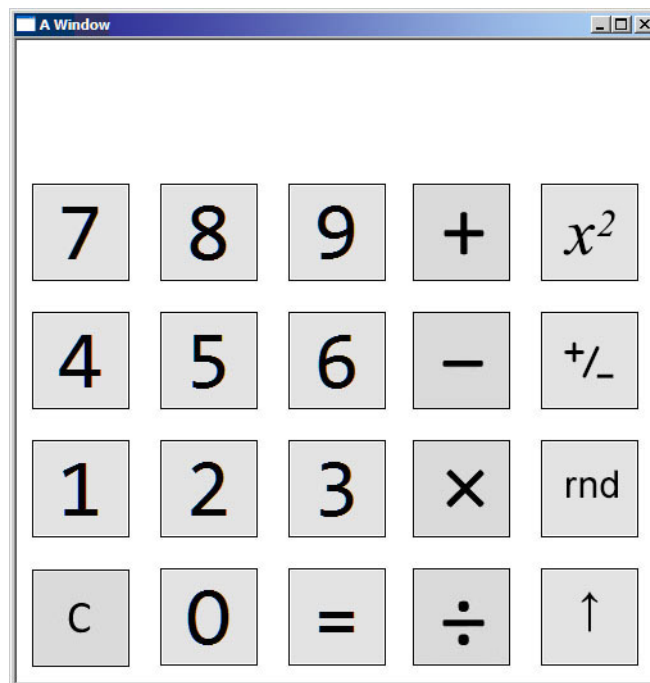 A Window
7 8 9 + x²
4 5 6 − +/−
1 2 3 × rnd
C 0 = ÷ ↑